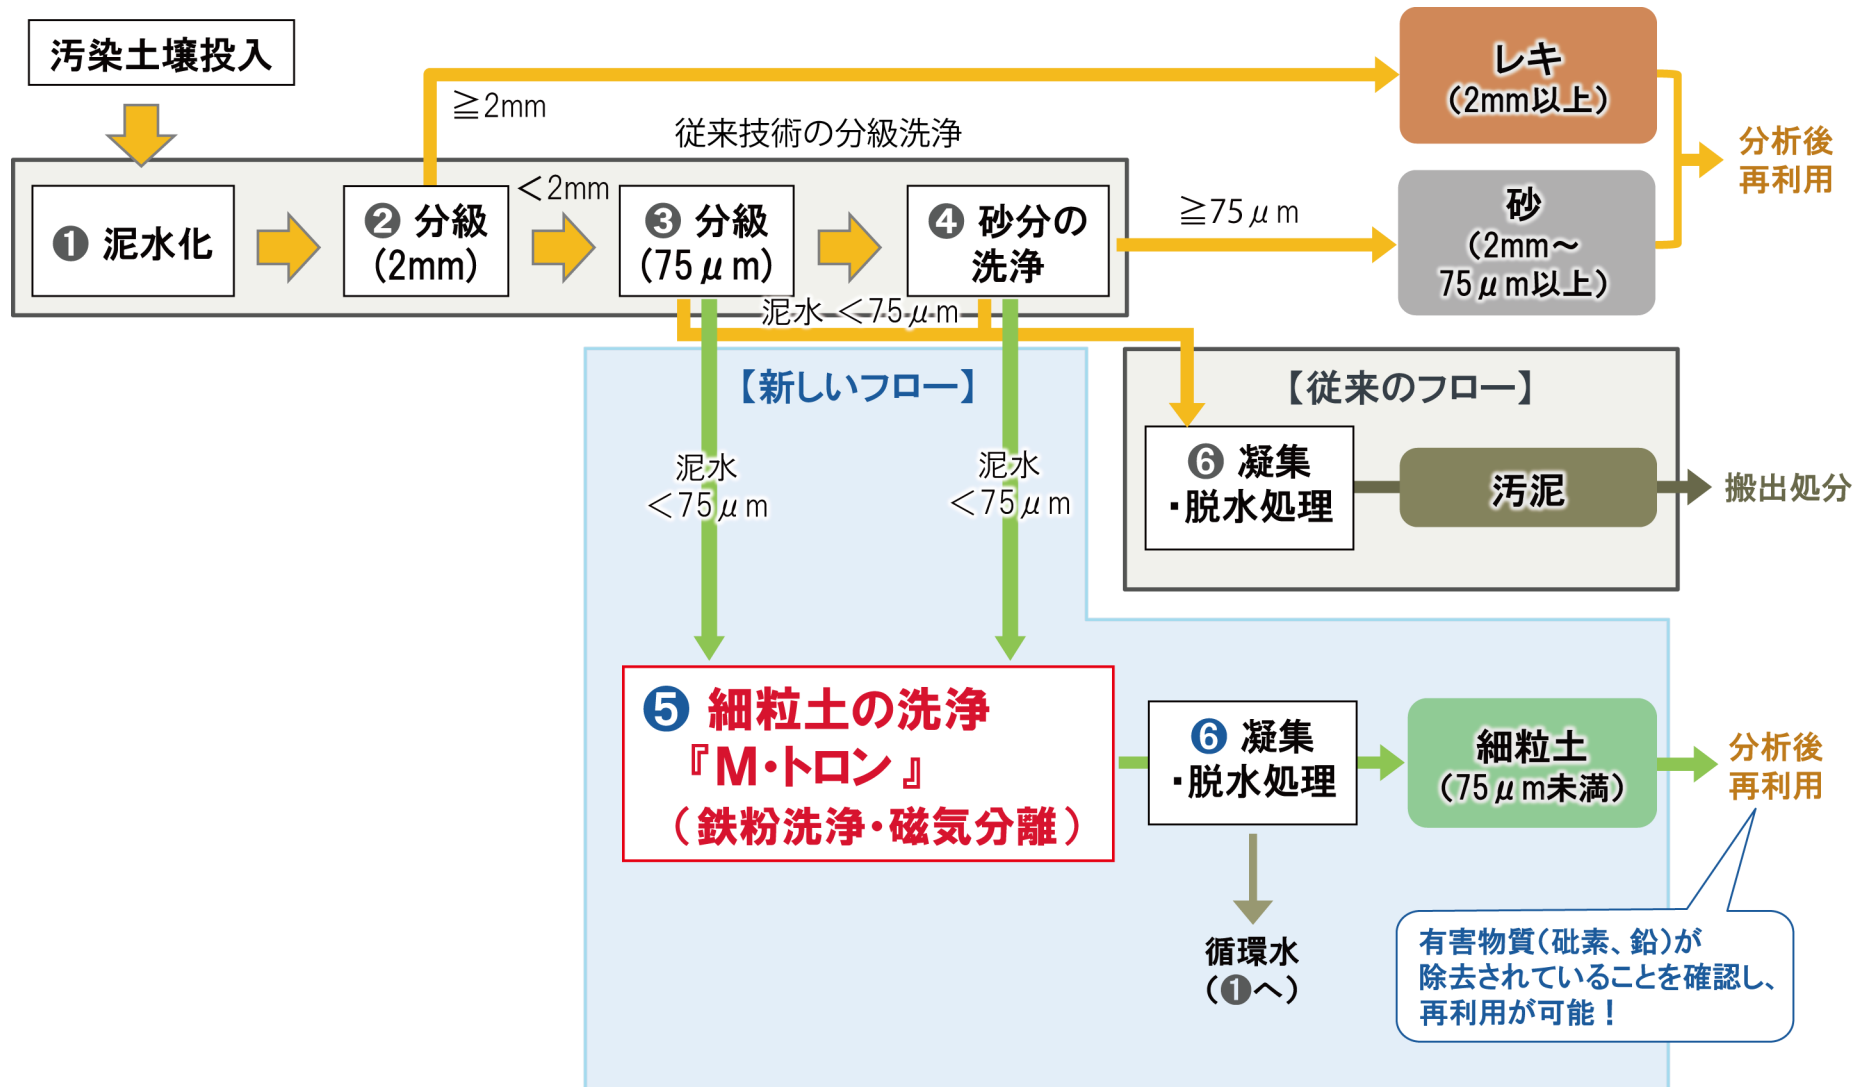 汚染土壌投入
≧2mm
従来技術の分級洗浄
レキ
(2mm以上)
分析後
再利用
❶ 泥水化
❷ 分級
(2mm)
<2mm
❸ 分級
(75μm)
❹ 砂分の
洗浄
≧75μm
砂
(2mm〜
75μm以上)
泥水 <75μm
【新しいフロー】
【従来のフロー】
泥水
<75μm
泥水
<75μm
❻ 凝集
・脱水処理
汚泥
搬出処分
❺ 細粒土の洗浄
『M・トロン』
(鉄粉洗浄・磁気分離)
❻ 凝集
・脱水処理
細粒土
(75μm未満)
分析後
再利用
循環水
(❶へ)
有害物質(砒素、鉛)が
除去されていることを確認し、
再利用が可能！